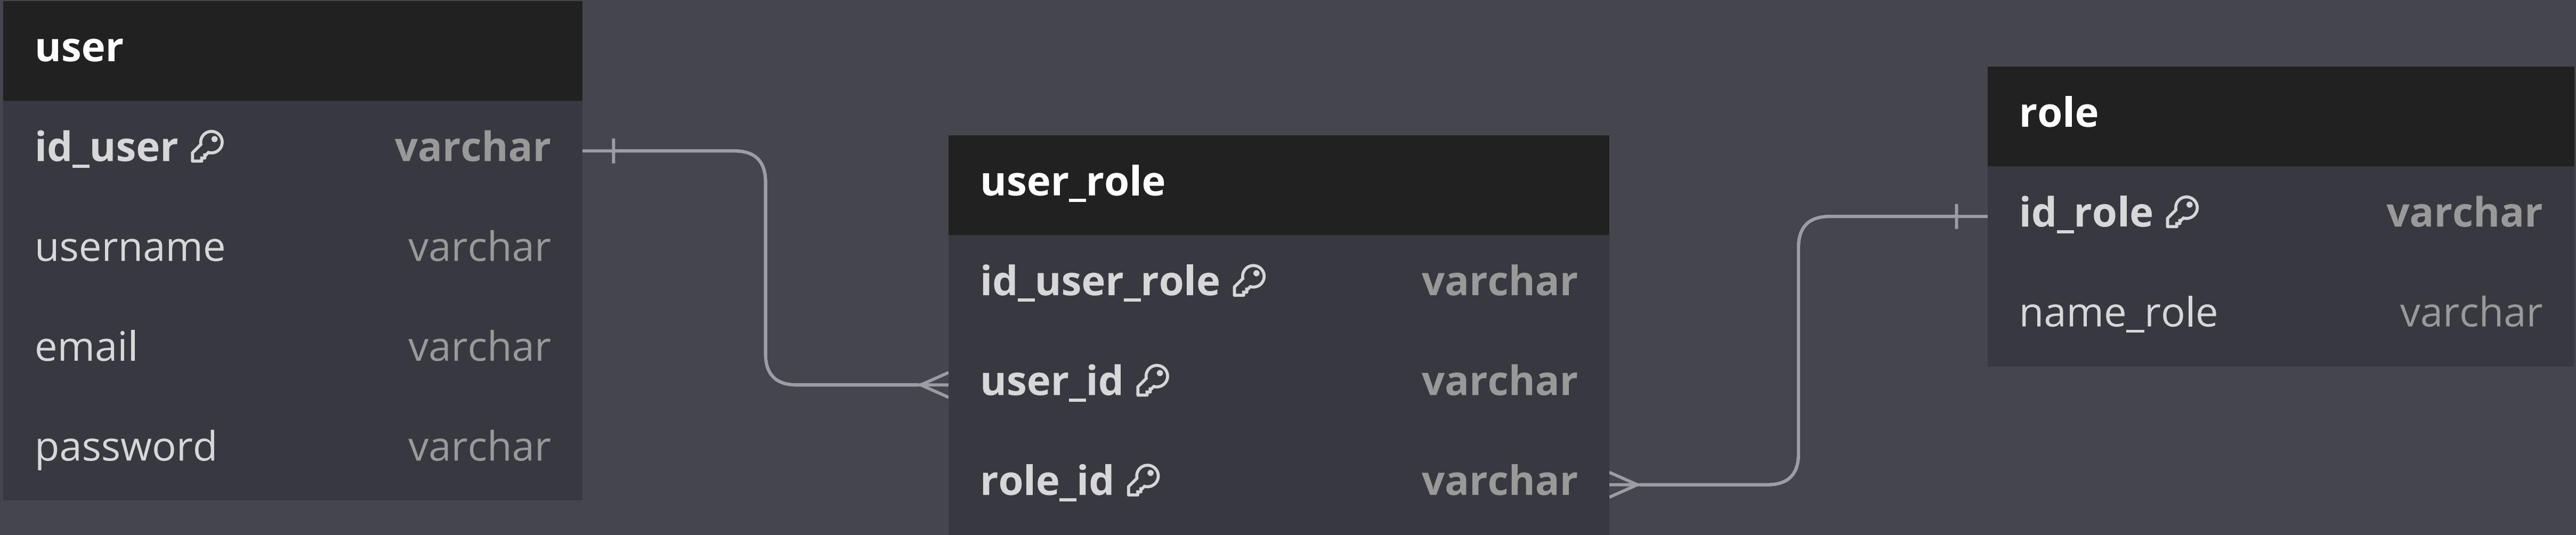 user
id_user varchar
username varchar
email varchar
password varchar
user_role
id_user_role varchar
user_id varchar
role_id varchar
role
id_role varchar
name_role varchar